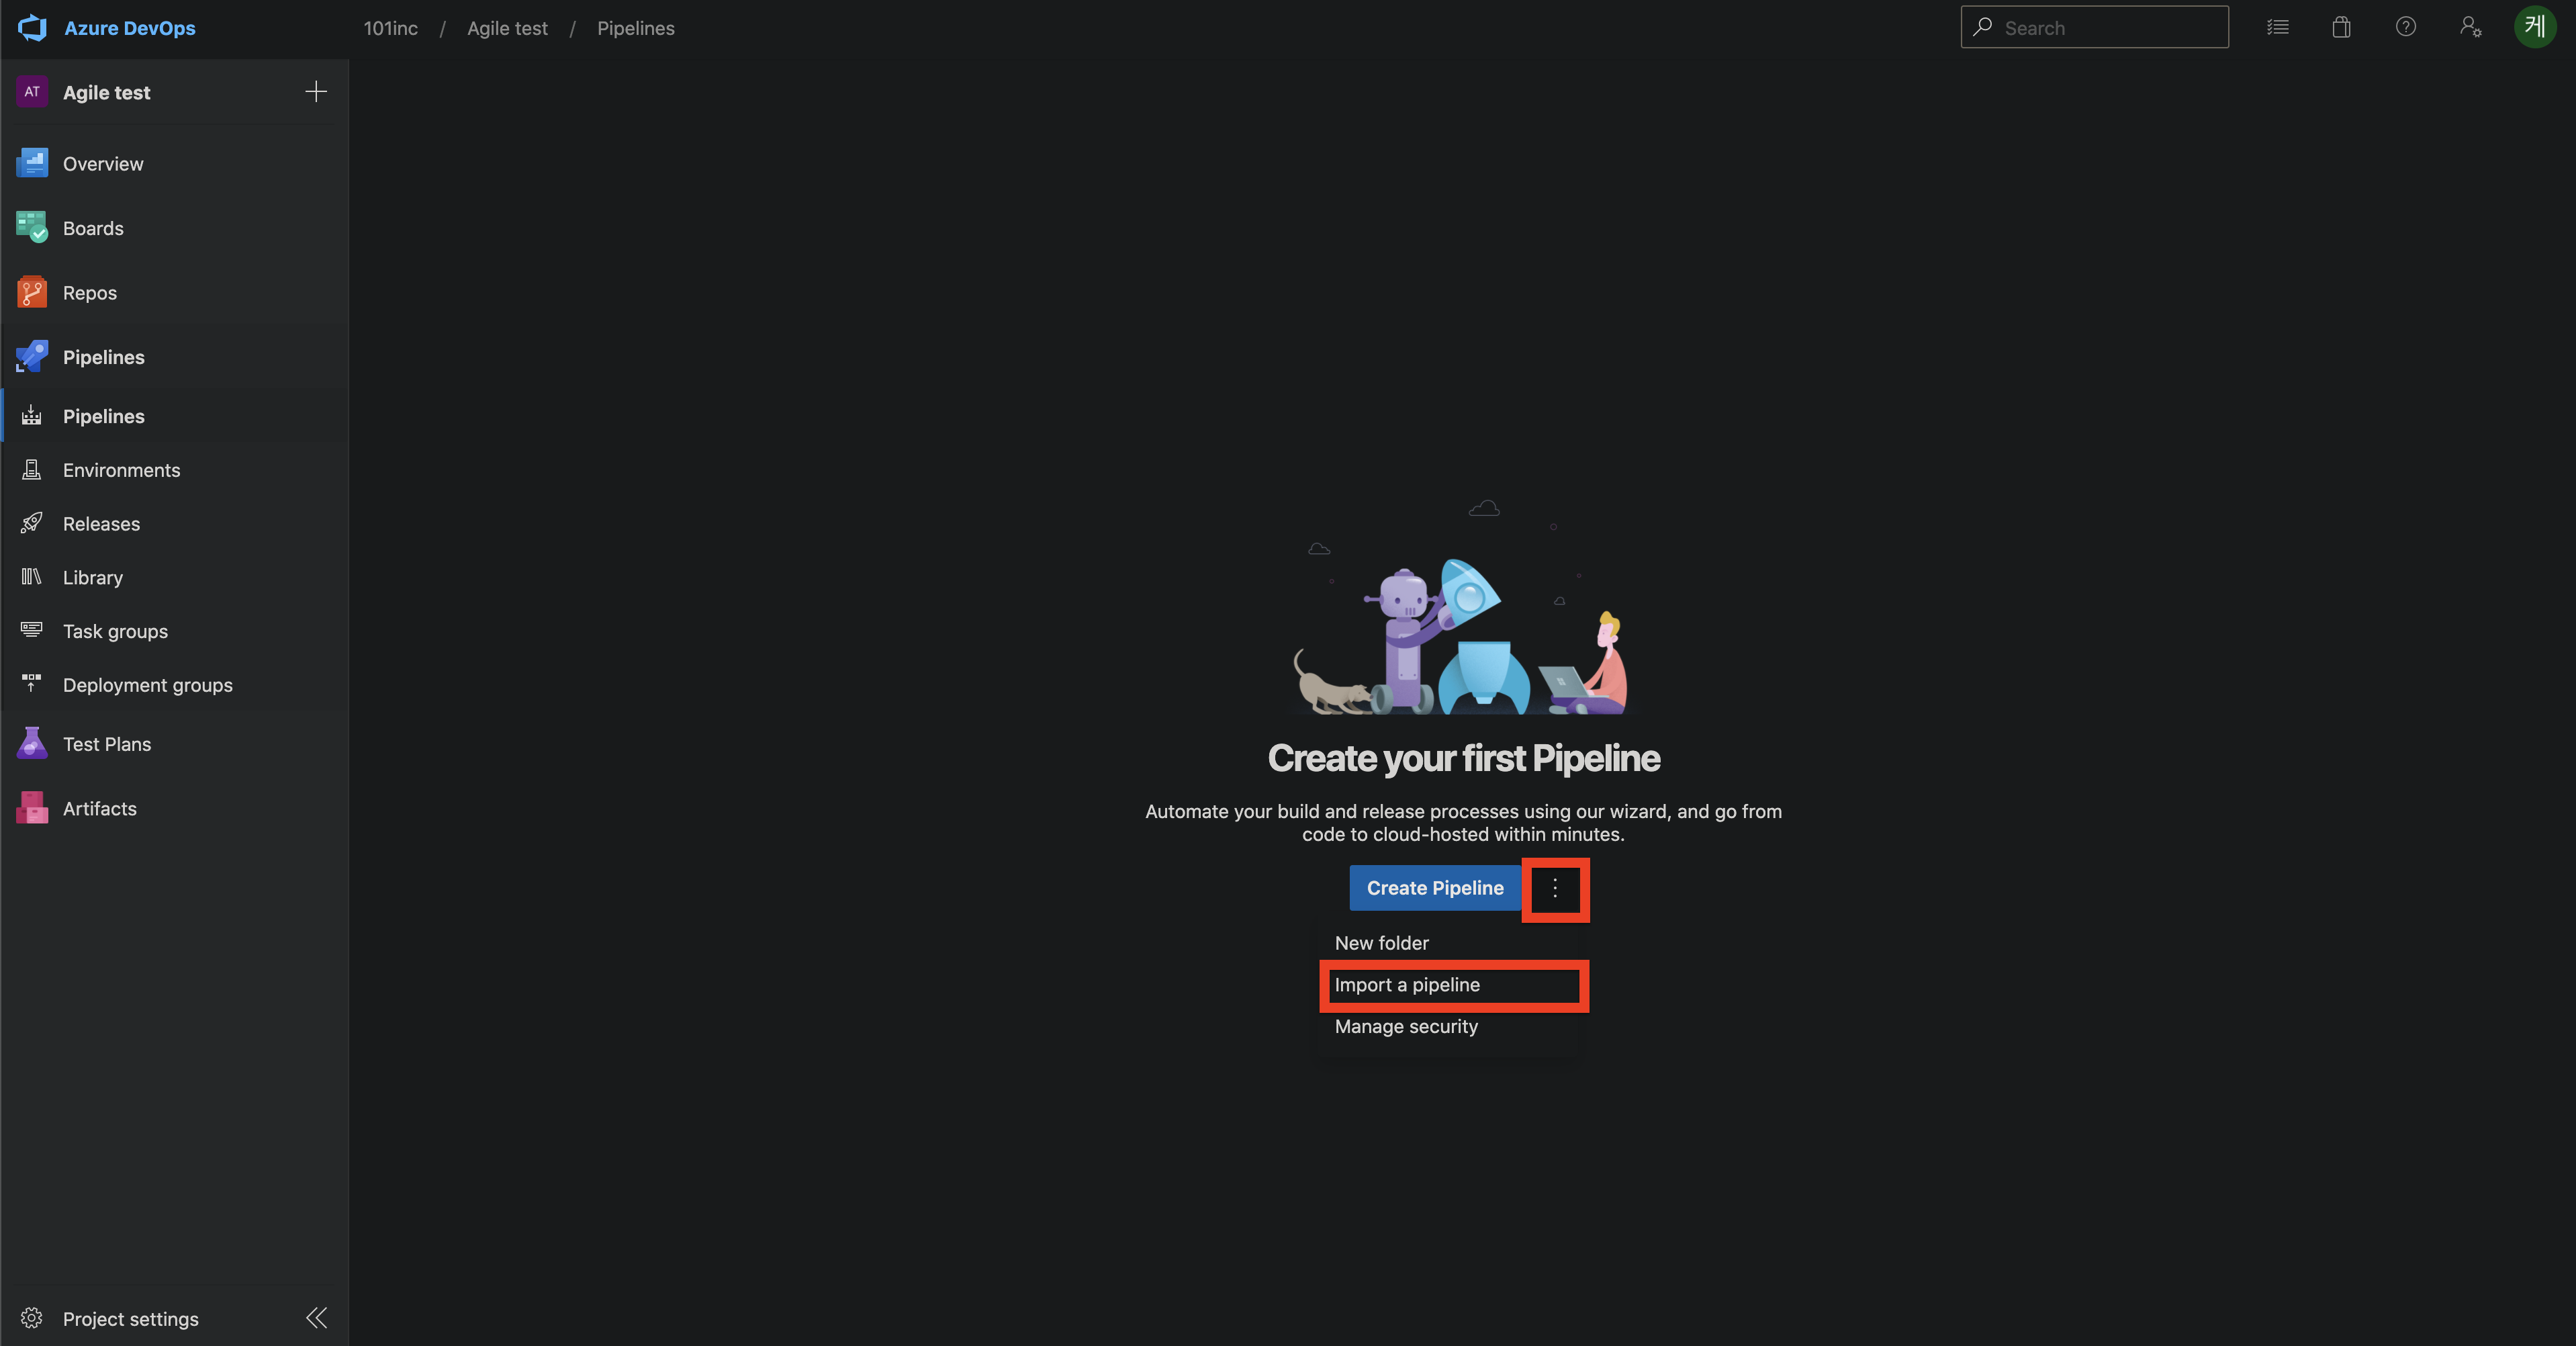 Azure DevOps
101inc / Agile test / Pipelines
Search
케
AT Agile test
Overview
Boards
Repos
Pipelines
Pipelines
Environments
Releases
Library
Task groups
Deployment groups
Test Plans
Artifacts
Project settings
Create your first Pipeline
Automate your build and release processes using our wizard, and go from
code to cloud-hosted within minutes.
Create Pipeline
New folder
Import a pipeline
Manage security